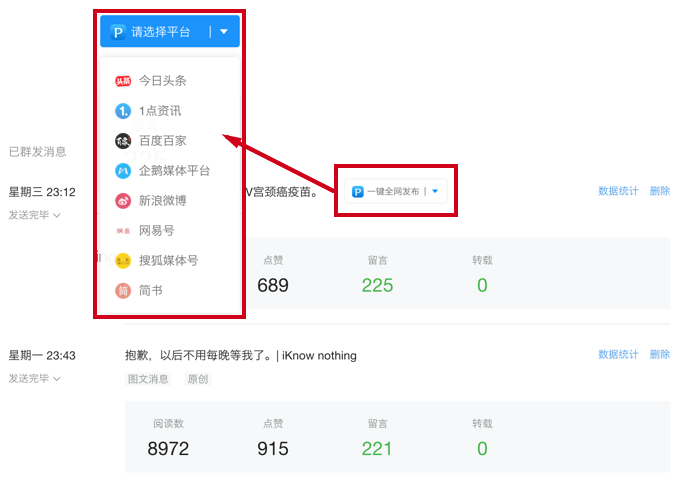 请选择平台
今日头条
1点资讯
百度百家
企鹅媒体平台
新浪微博
网易号
搜狐媒体号
简书
已群发消息
星期三 23:12
发送完毕
V宫颈癌疫苗。
一键全网发布
数据统计 删除
点赞 留言 转载
689 225 0
星期一 23:43
发送完毕
抱歉，以后不用每晚等我了。| iKnow nothing
数据统计 删除
图文消息 原创
阅读数 点赞 留言 转载
8972 915 221 0